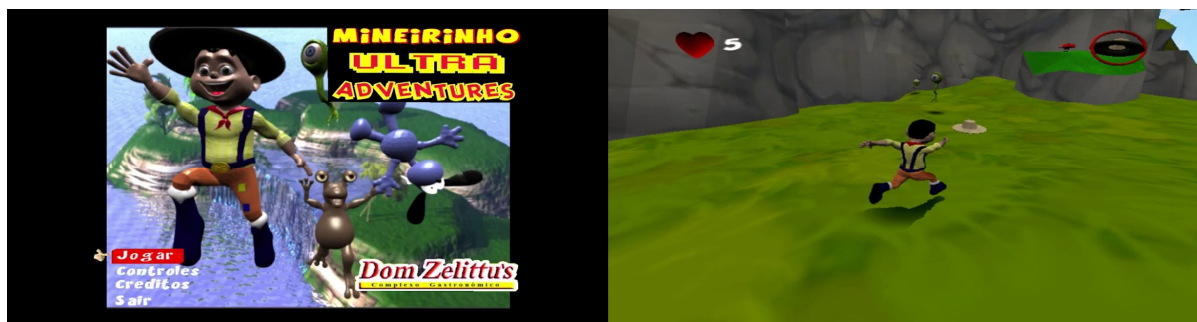 MINEIRINHO
ULTRA
ADVENTURES
Jogar
Controles
Creditos
Sair
Dom Zelittu's
Complexo Gastronômico
5